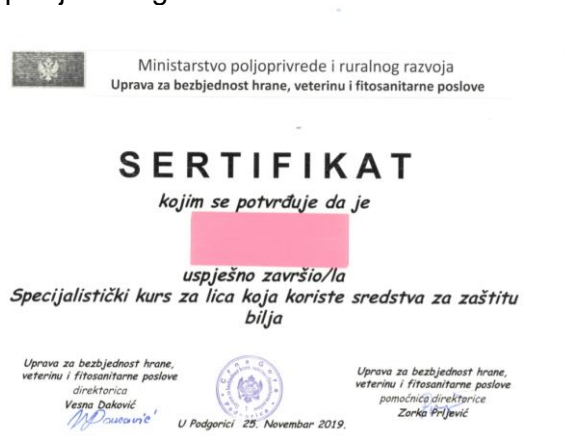 Ministarstvo poljoprivrede i ruralnog razvoja
Uprava za bezbjednost hrane, veterinu i fitosanitarne poslove
SERTIFIKAT
kojim se potvrđuje da je
uspješno završio/la
Specijalistički kurs za lica koja koriste sredstva za zaštitu
bilja
Uprava za bezbjednost hrane,
veterinu i fitosanitarne poslove
direktorica
Vesna Daković
U Podgorici 25. Novembar 2019.
Uprava za bezbjednost hrane,
veterinu i fitosanitarne poslove
pomoćnica direktorice
Zorka Prljević